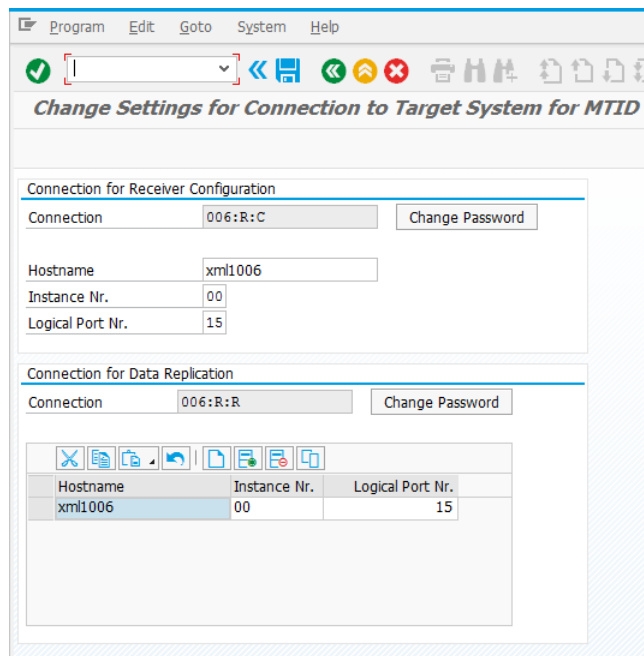 Program Edit Goto System Help
Change Settings for Connection to Target System for MTID
Connection for Receiver Configuration
Connection 006:R:C Change Password
Hostname xml1006
Instance Nr. 00
Logical Port Nr. 15
Connection for Data Replication
Connection 006:R:R Change Password
Hostname Instance Nr. Logical Port Nr.
xml1006 00 15